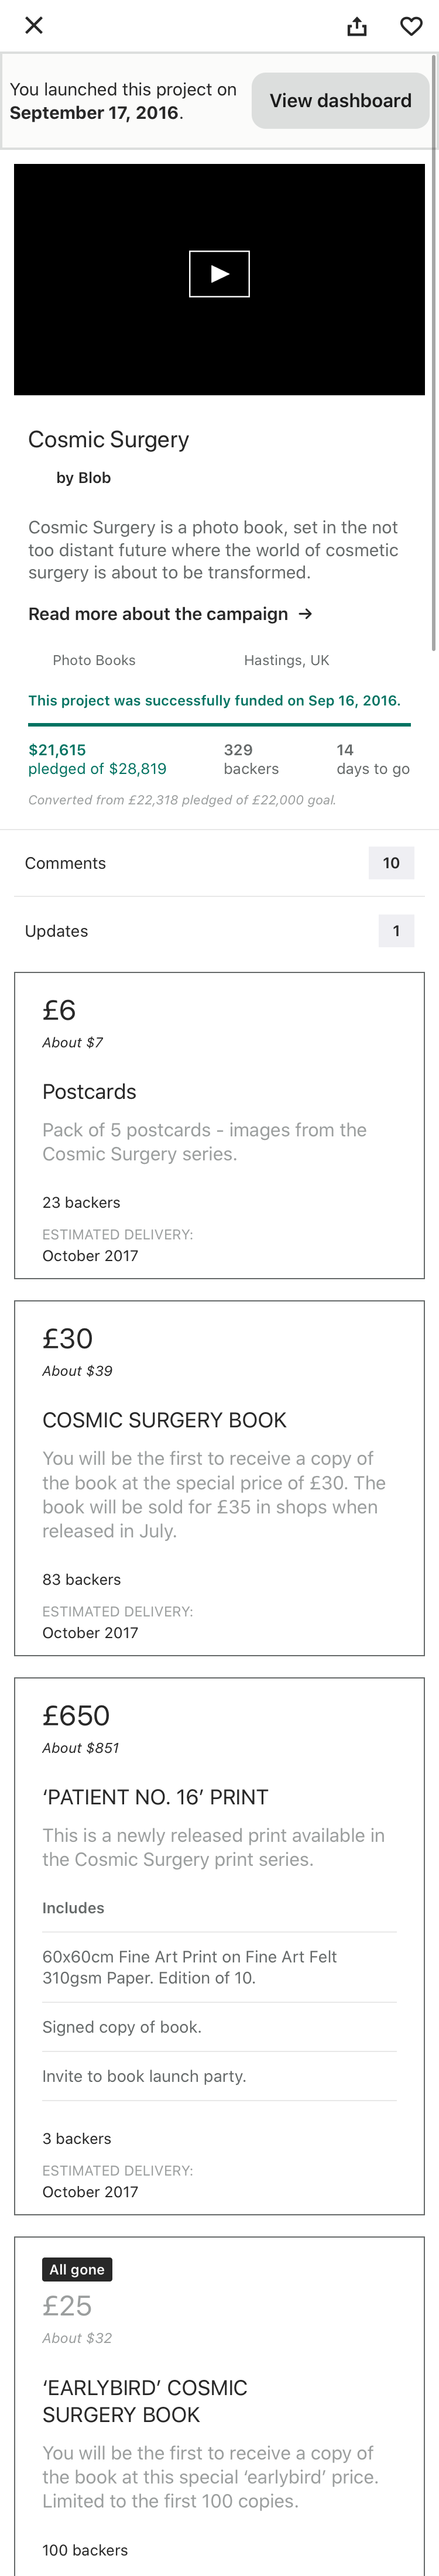 You launched this project on
September 17, 2016.
View dashboard
Cosmic Surgery
by Blob
Cosmic Surgery is a photo book, set in the not
too distant future where the world of cosmetic
surgery is about to be transformed.
Read more about the campaign →
Photo Books
Hastings, UK
This project was successfully funded on Sep 16, 2016.
$21,615
pledged of $28,819
329
backers
14
days to go
Converted from £22,318 pledged of £22,000 goal.
Comments
10
Updates
1
£6
About $7
Postcards
Pack of 5 postcards - images from the
Cosmic Surgery series.
23 backers
ESTIMATED DELIVERY:
October 2017
£30
About $39
COSMIC SURGERY BOOK
You will be the first to receive a copy of
the book at the special price of £30. The
book will be sold for £35 in shops when
released in July.
83 backers
ESTIMATED DELIVERY:
October 2017
£650
About $851
‘PATIENT NO. 16’ PRINT
This is a newly released print available in
the Cosmic Surgery print series.
Includes
60x60cm Fine Art Print on Fine Art Felt
310gsm Paper. Edition of 10.
Signed copy of book.
Invite to book launch party.
3 backers
ESTIMATED DELIVERY:
October 2017
All gone
£25
About $32
‘EARLYBIRD’ COSMIC
SURGERY BOOK
You will be the first to receive a copy of
the book at this special ‘earlybird’ price.
Limited to the first 100 copies.
100 backers